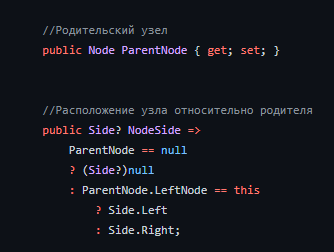 //Родительский узел
public Node ParentNode { get; set; }
//Расположение узла относительно родителя
public Side? NodeSide =>
ParentNode == null
? (Side?)null
: ParentNode.LeftNode == this
? Side.Left
: Side.Right;